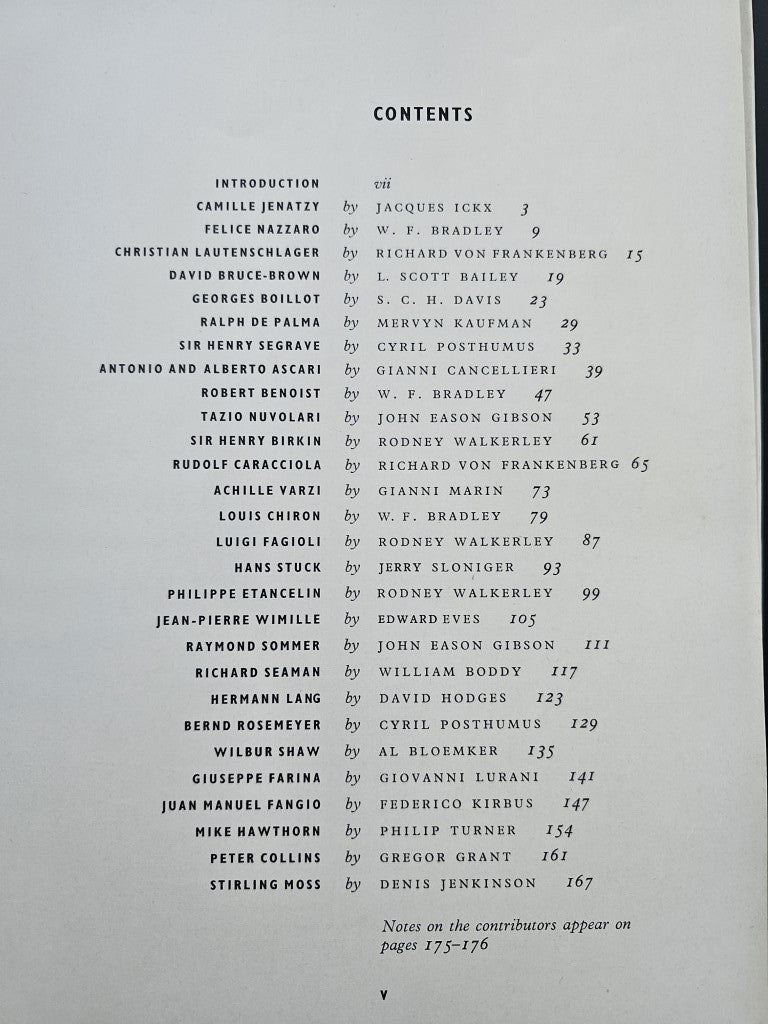 CONTENTS
INTRODUCTION vii
CAMILLE JENATZY by JACQUES ICKX 3
FELICE NAZZARO by W. F. BRADLEY 9
CHRISTIAN LAUTENSCHLAGER by RICHARD VON FRANKENBERG 15
DAVID BRUCE-BROWN by L. SCOTT BAILEY 19
GEORGES BOILLOT by S. C. H. DAVIS 23
RALPH DE PALMA by MERVYN KAUFMAN 29
SIR HENRY SEGRAVE by CYRIL POSTHUMUS 33
ANTONIO AND ALBERTO ASCARI by GIANNI CANCELLIERI 39
ROBERT BENOIST by W. F. BRADLEY 47
TAZIO NUVOLARI by JOHN EASON GIBSON 53
SIR HENRY BIRKIN by RODNEY WALKERLEY 61
RUDOLF CARACCIOLA by RICHARD VON FRANKENBERG 65
ACHILLE VARZI by GIANNI MARIN 73
LOUIS CHIRON by W. F. BRADLEY 79
LUIGI FAGIOLI by RODNEY WALKERLEY 87
HANS STUCK by JERRY SLONIGER 93
PHILIPPE ETANCELIN by RODNEY WALKERLEY 99
JEAN-PIERRE WIMILLE by EDWARD EVES 105
RAYMOND SOMMER by JOHN EASON GIBSON 111
RICHARD SEAMAN by WILLIAM BODDY 117
HERMANN LANG by DAVID HODGES 123
BERND ROSEMEYER by CYRIL POSTHUMUS 129
WILBUR SHAW by AL BLOEMKER 135
GIUSEPPE FARINA by GIOVANNI LURANI 141
JUAN MANUEL FANGIO by FEDERICO KIRBUS 147
MIKE HAWTHORN by PHILIP TURNER 154
PETER COLLINS by GREGOR GRANT 161
STIRLING MOSS by DENIS JENKINSON 167
Notes on the contributors appear on
pages 175–176
V